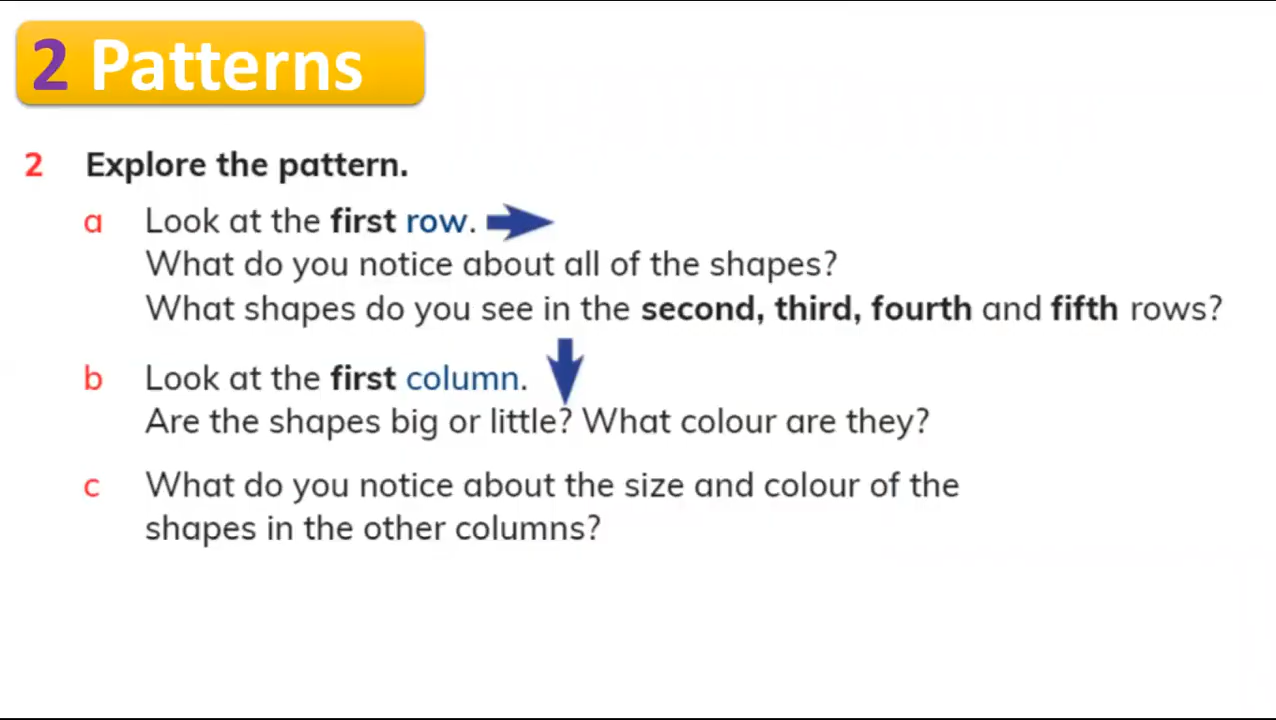 2 Patterns
2 Explore the pattern.
a Look at the first row.
What do you notice about all of the shapes?
What shapes do you see in the second, third, fourth and fifth rows?
b Look at the first column.
Are the shapes big or little? What colour are they?
c What do you notice about the size and colour of the
shapes in the other columns?